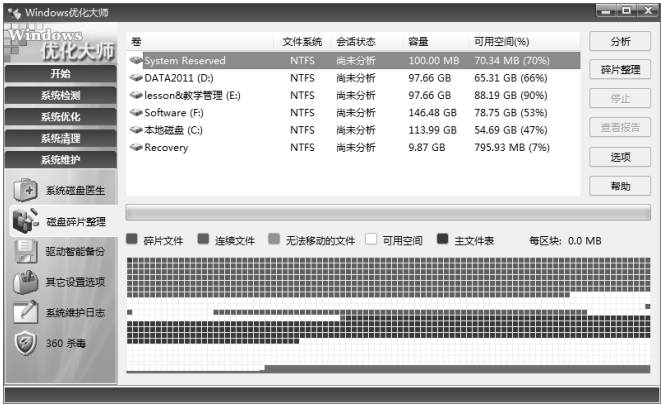 Windows优化大师
Windows
优化大师
开始
系统检测
系统优化
系统清理
系统维护
系统磁盘医生
磁盘碎片整理
驱动智能备份
其它设置选项
系统维护日志
360 杀毒
卷 文件系统 会话状态 容量 可用空间(%)
System Reserved NTFS 尚未分析 100.00 MB 70.34 MB (70%)
DATA2011 (D:) NTFS 尚未分析 97.66 GB 65.31 GB (66%)
lesson&教学管理 (E:) NTFS 尚未分析 97.66 GB 88.19 GB (90%)
Software (F:) NTFS 尚未分析 146.48 GB 78.75 GB (53%)
本地磁盘 (C:) NTFS 尚未分析 113.99 GB 54.69 GB (47%)
Recovery NTFS 尚未分析 9.87 GB 795.93 MB (7%)
分析
碎片整理
停止
查看报告
选项
帮助
碎片文件 连续文件 无法移动的文件 可用空间 主文件表 每区块: 0.0 MB